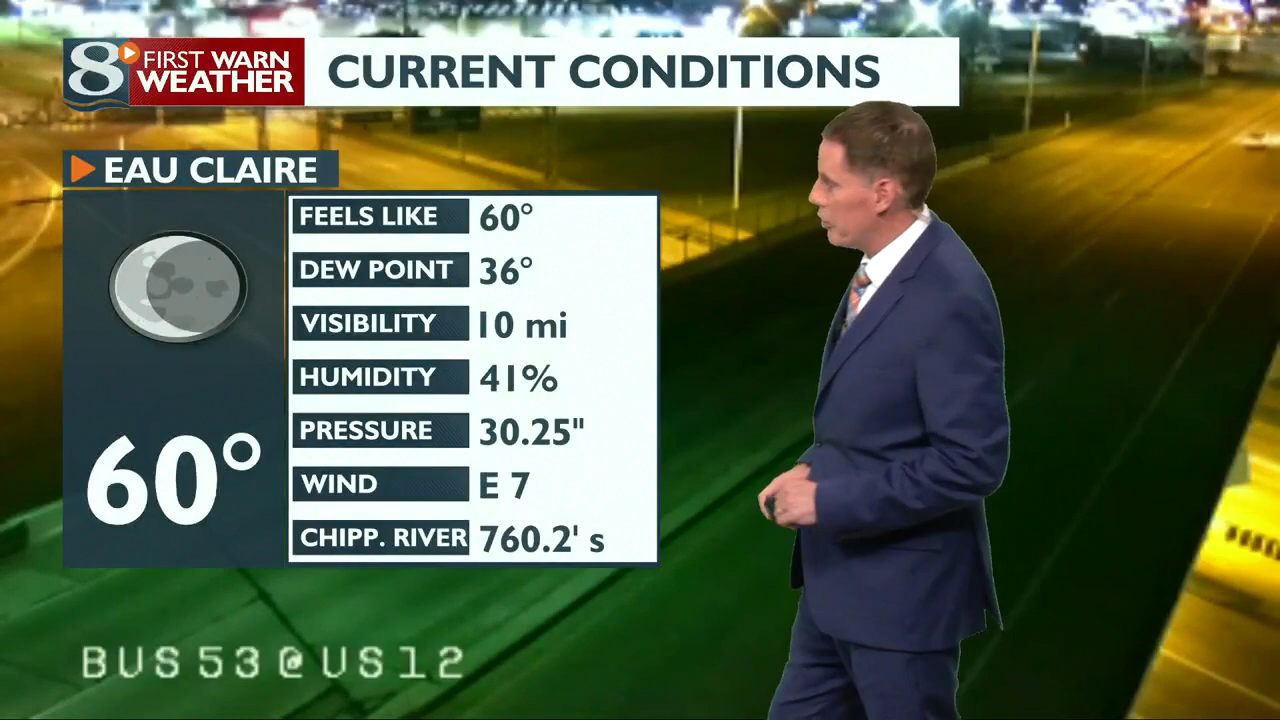 8 FIRST WARN
WEATHER
CURRENT CONDITIONS
EAU CLAIRE
60°
FEELS LIKE 60°
DEW POINT 36°
VISIBILITY 10 mi
HUMIDITY 41%
PRESSURE 30.25"
WIND E 7
CHIPP. RIVER 760.2' s
BUS53@US12